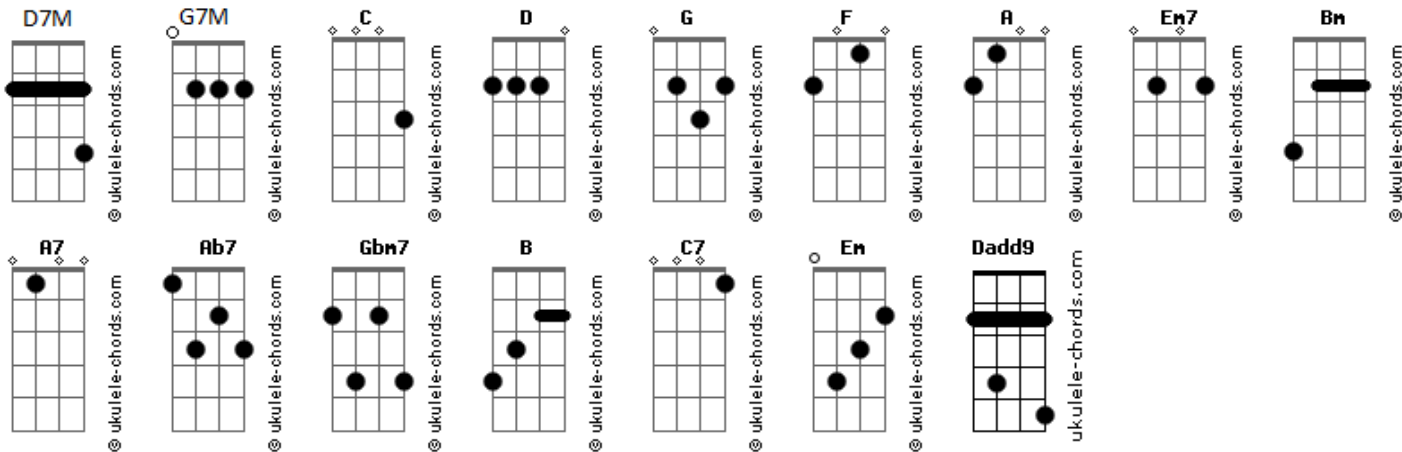 D7M G7M C D G F A Em7 Bm
© ukulele-chords.com © ukulele-chords.com © ukulele-chords.com © ukulele-chords.com © ukulele-chords.com © ukulele-chords.com © ukulele-chords.com © ukulele-chords.com © ukulele-chords.com
A7 Ab7 Gbm7 B C7 Em Dadd9
© ukulele-chords.com © ukulele-chords.com © ukulele-chords.com © ukulele-chords.com © ukulele-chords.com © ukulele-chords.com ukulele-chords.com